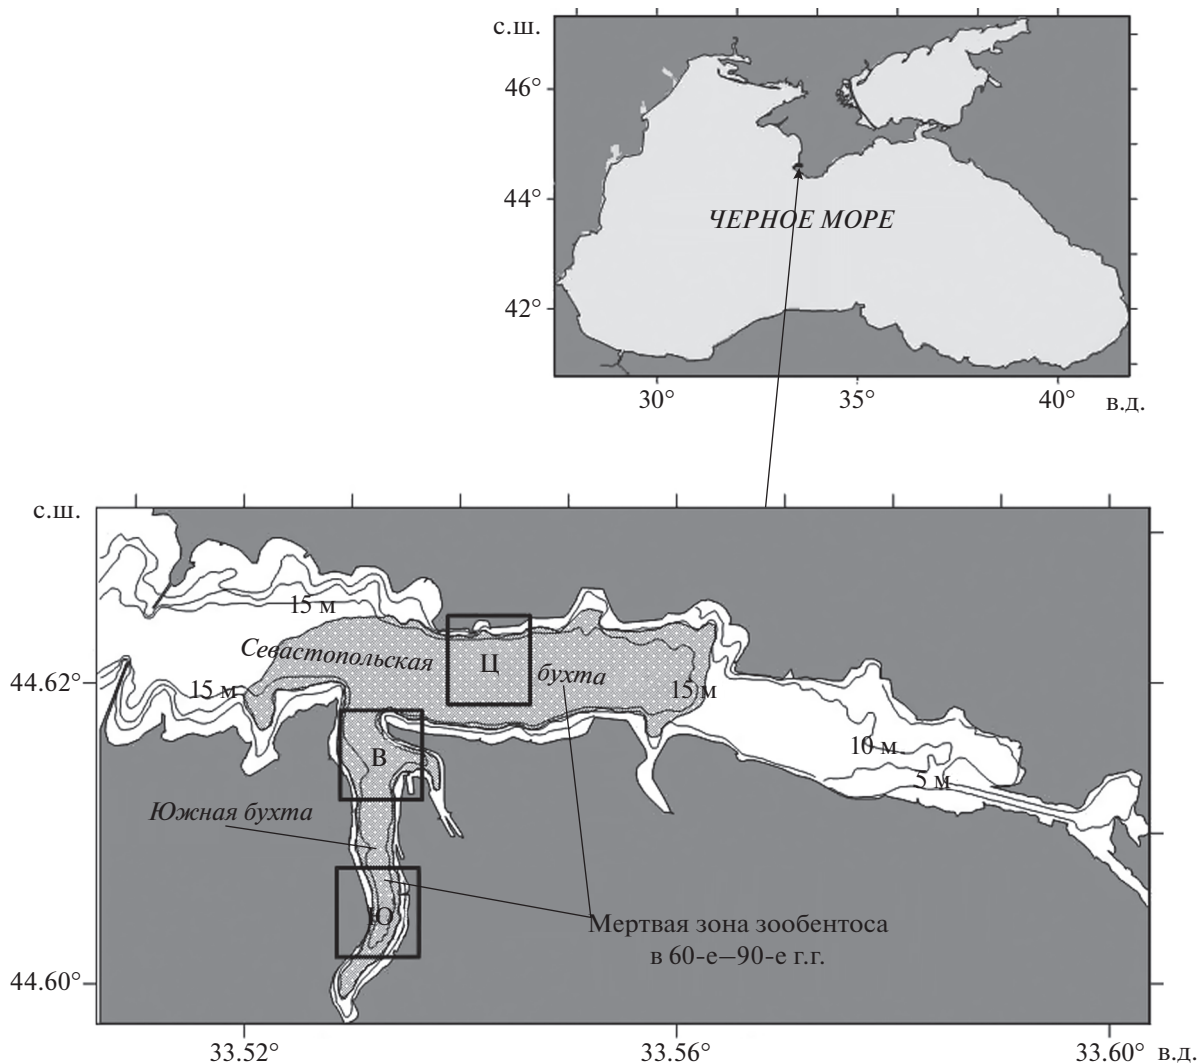 с.ш.
46°
44°
ЧЕРНОЕ МОРЕ
42°
30°
35°
40°
в.д.
с.ш.
15 м
Севастопольская
Ц
бухта
44.62°
15 м
15 м
В
10 м
5 м
Южная бухта
Ю
Мертвая зона зообентоса
в 60-е–90-е г.г.
44.60°
33.52°
33.56°
33.60°
в.д.